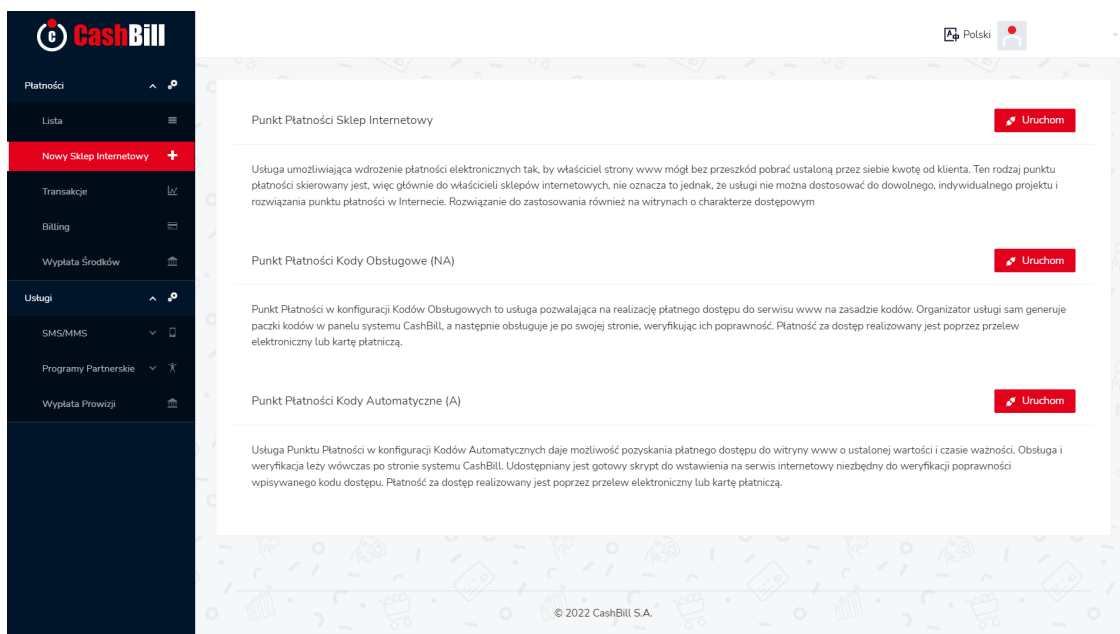 CashBill
Polski
Płatności
Lista
Nowy Sklep Internetowy
Transakcje
Billing
Wypłata Środków
Usługi
SMS/MMS
Programy Partnerskie
Wypłata Prowizji
Punkt Płatności Sklep Internetowy
Uruchom
Usługa umożliwiająca wdrożenie płatności elektronicznych tak, by właściciel strony www mógł bez przeszkód pobrać ustaloną przez siebie kwotę od klienta. Ten rodzaj punktu
płatności skierowany jest, więc głównie do właścicieli sklepów internetowych, nie oznacza to jednak, że usługi nie można dostosować do dowolnego, indywidualnego projektu i
rozwiązania punktu płatności w Internecie. Rozwiązanie do zastosowania również na witrynach o charakterze dostępowym
Punkt Płatności Kody Obsługowe (NA)
Uruchom
Punkt Płatności w konfiguracji Kodów Obsługowych to usługa pozwalająca na realizację płatnego dostępu do serwisu www na zasadzie kodów. Organizator usługi sam generuje
paczki kodów w panelu systemu CashBill, a następnie obsługuje je po swojej stronie, weryfikując ich poprawność. Płatność za dostęp realizowany jest poprzez przelew
elektroniczny lub kartę płatniczą.
Punkt Płatności Kody Automatyczne (A)
Uruchom
Usługa Punktu Płatności w konfiguracji Kodów Automatycznych daje możliwość pozyskania płatnego dostępu do witryny www o ustalonej wartości i czasie ważności. Obsługa i
weryfikacja leży wówczas po stronie systemu CashBill. Udostępniany jest gotowy skrypt do wstawienia na serwis internetowy niezbędny do weryfikacji poprawności
wpisywanego kodu dostępu. Płatność za dostęp realizowany jest poprzez przelew elektroniczny lub kartę płatniczą.
© 2022 CashBill S.A.